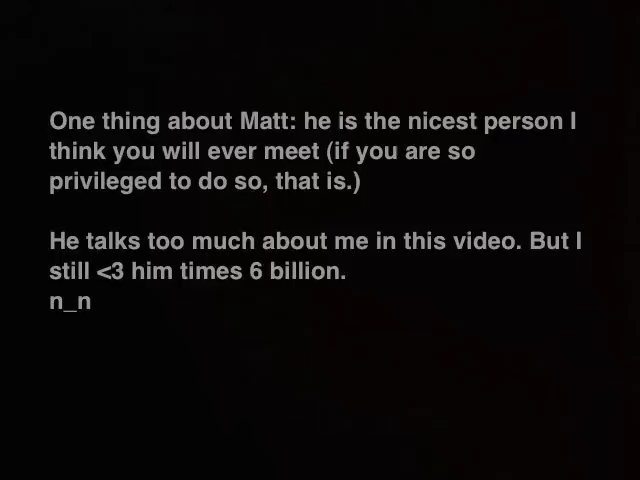 One thing about Matt: he is the nicest person I
think you will ever meet (if you are so
privileged to do so, that is.)
He talks too much about me in this video. But I
still <3 him times 6 billion.
n_n